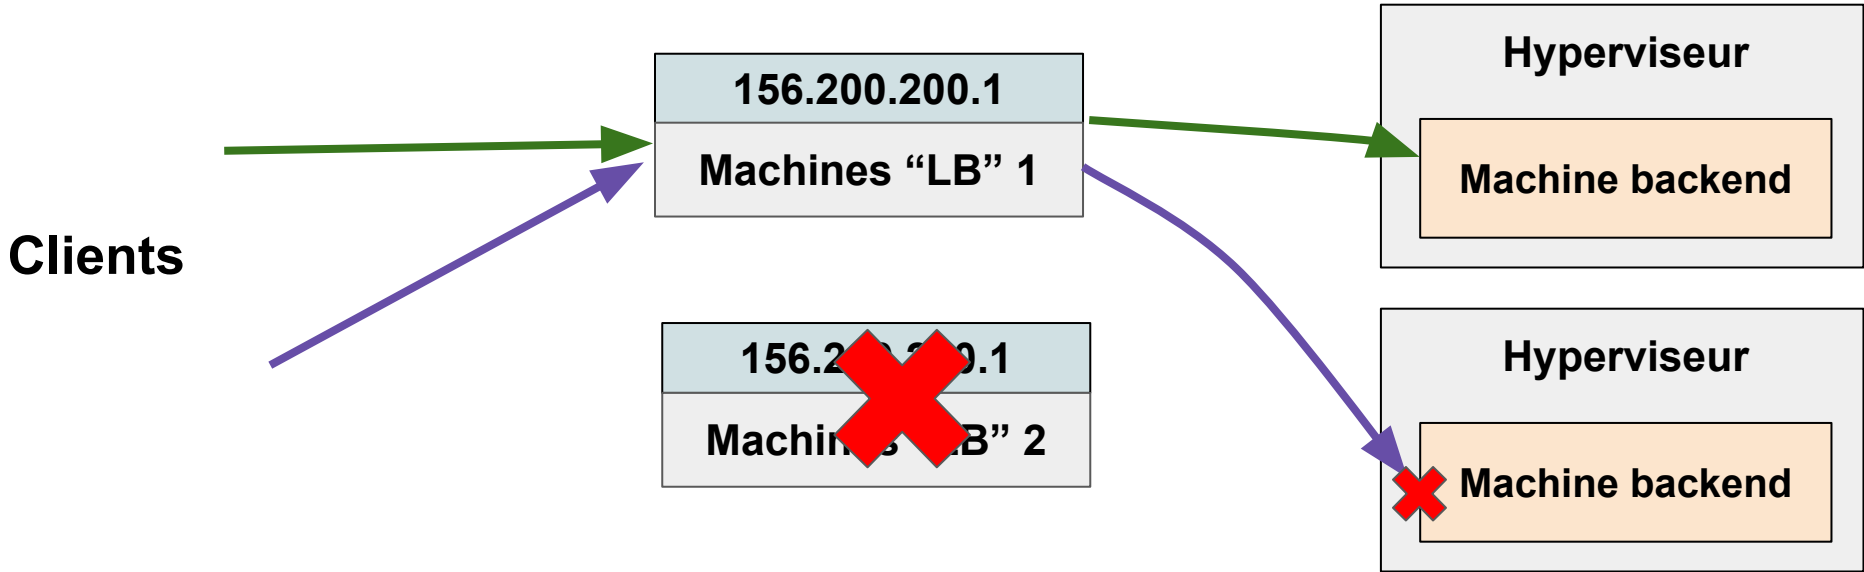 156.200.200.1
Machines “LB” 1
Clients
Hyperviseur
Machine backend
Hyperviseur
Machine backend